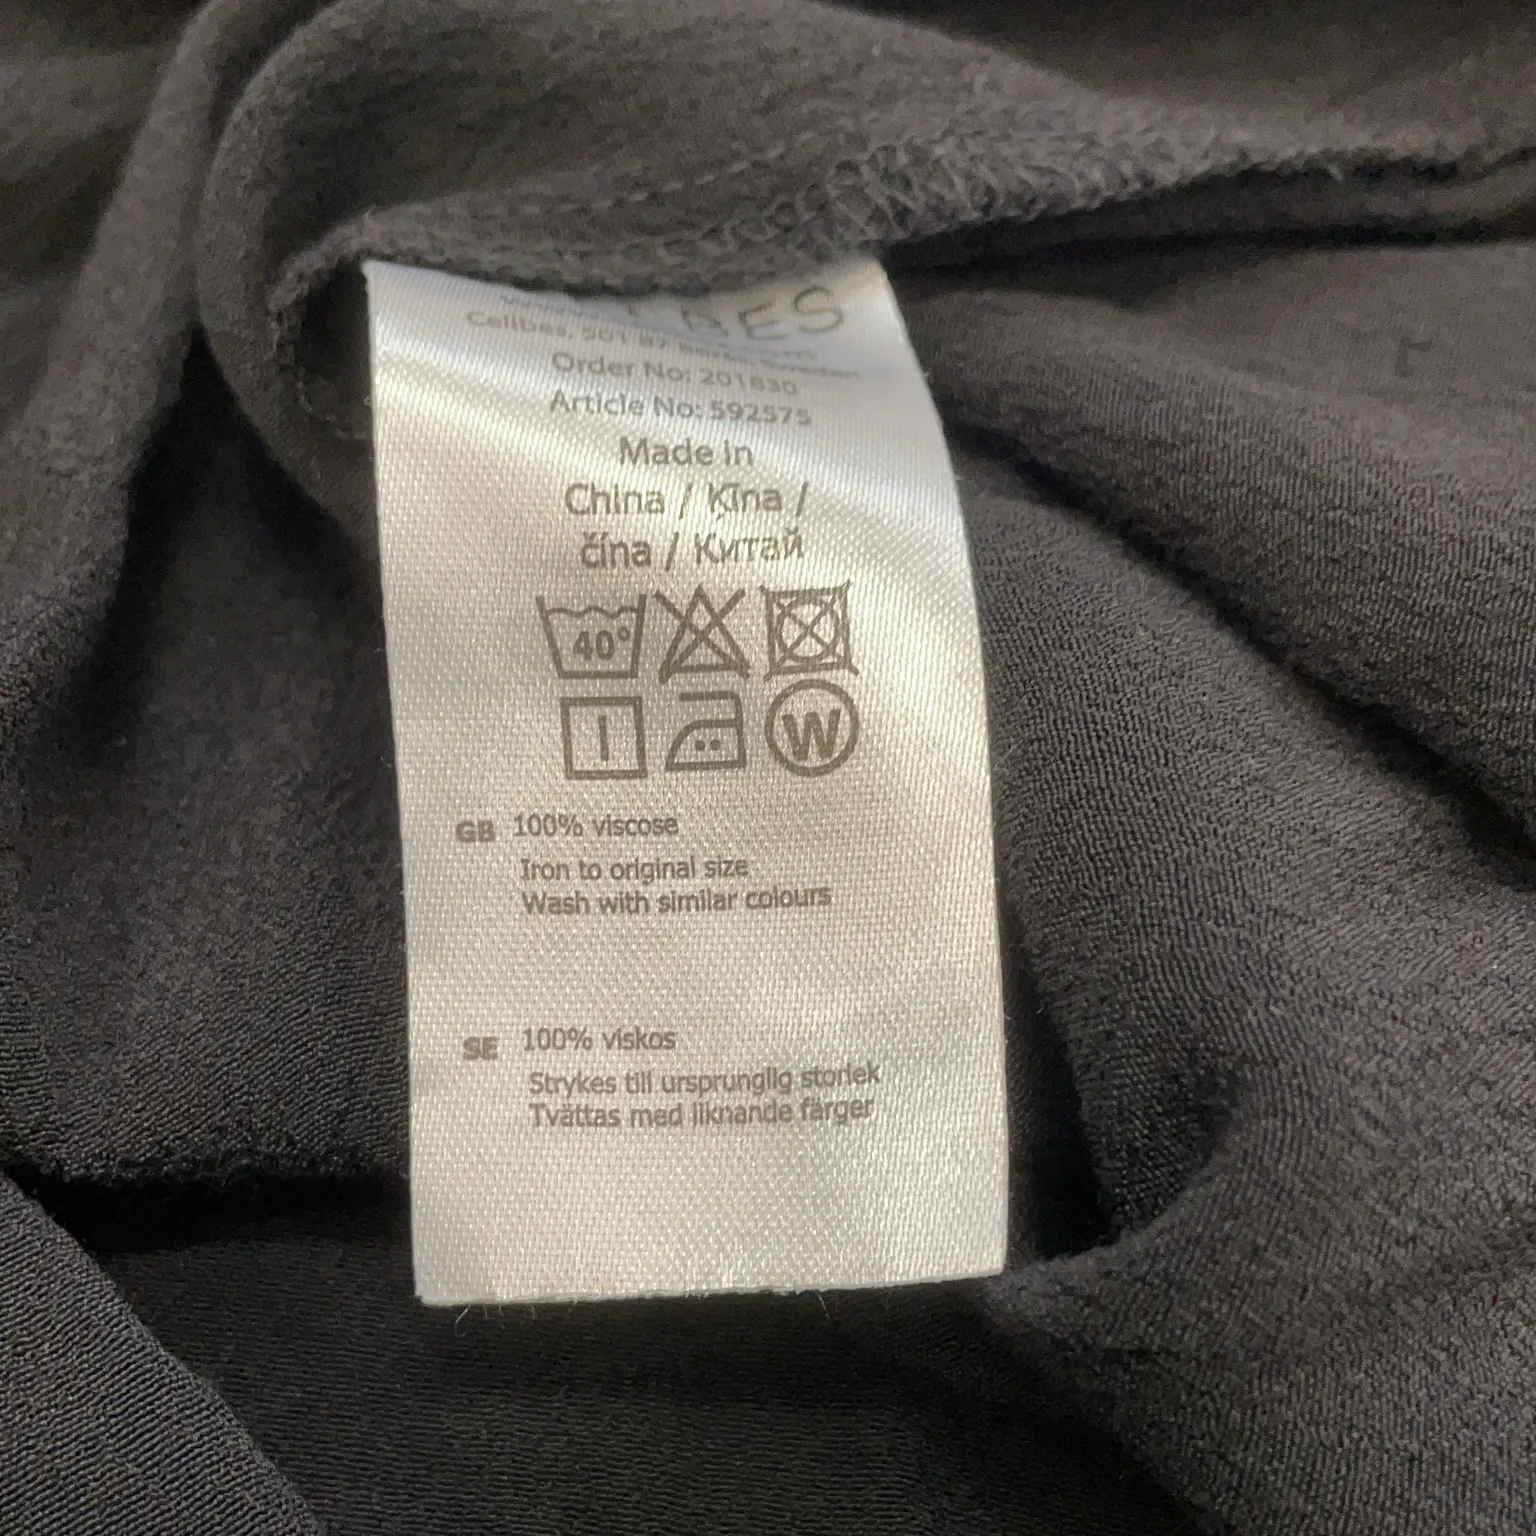 BES
Cellbes, 501 87 Sweden
Order No: 201830
Article No: 592575
Made in
China / Ķīna /
čína / Китай
40°
W
GB 100% viscose
Iron to original size
Wash with similar colours
SE 100% viskos
Strykes till ursprunglig storlek
Tvättas med liknande färger